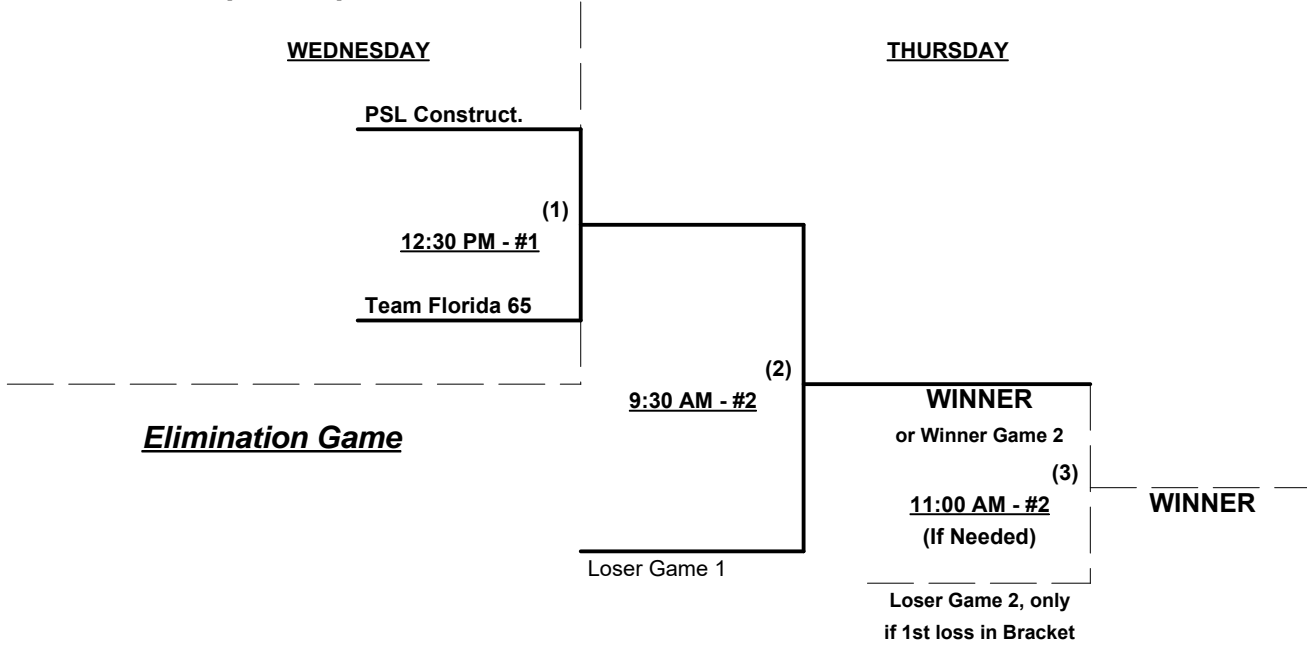 WEDNESDAY
THURSDAY
PSL Construct.
(1)
12:30 PM - #1
Team Florida 65
(2)
9:30 AM - #2
WINNER
or Winner Game 2
Elimination Game
(3)
11:00 AM - #2
WINNER
(If Needed)
Loser Game 1
Loser Game 2, only
if 1st loss in Bracket